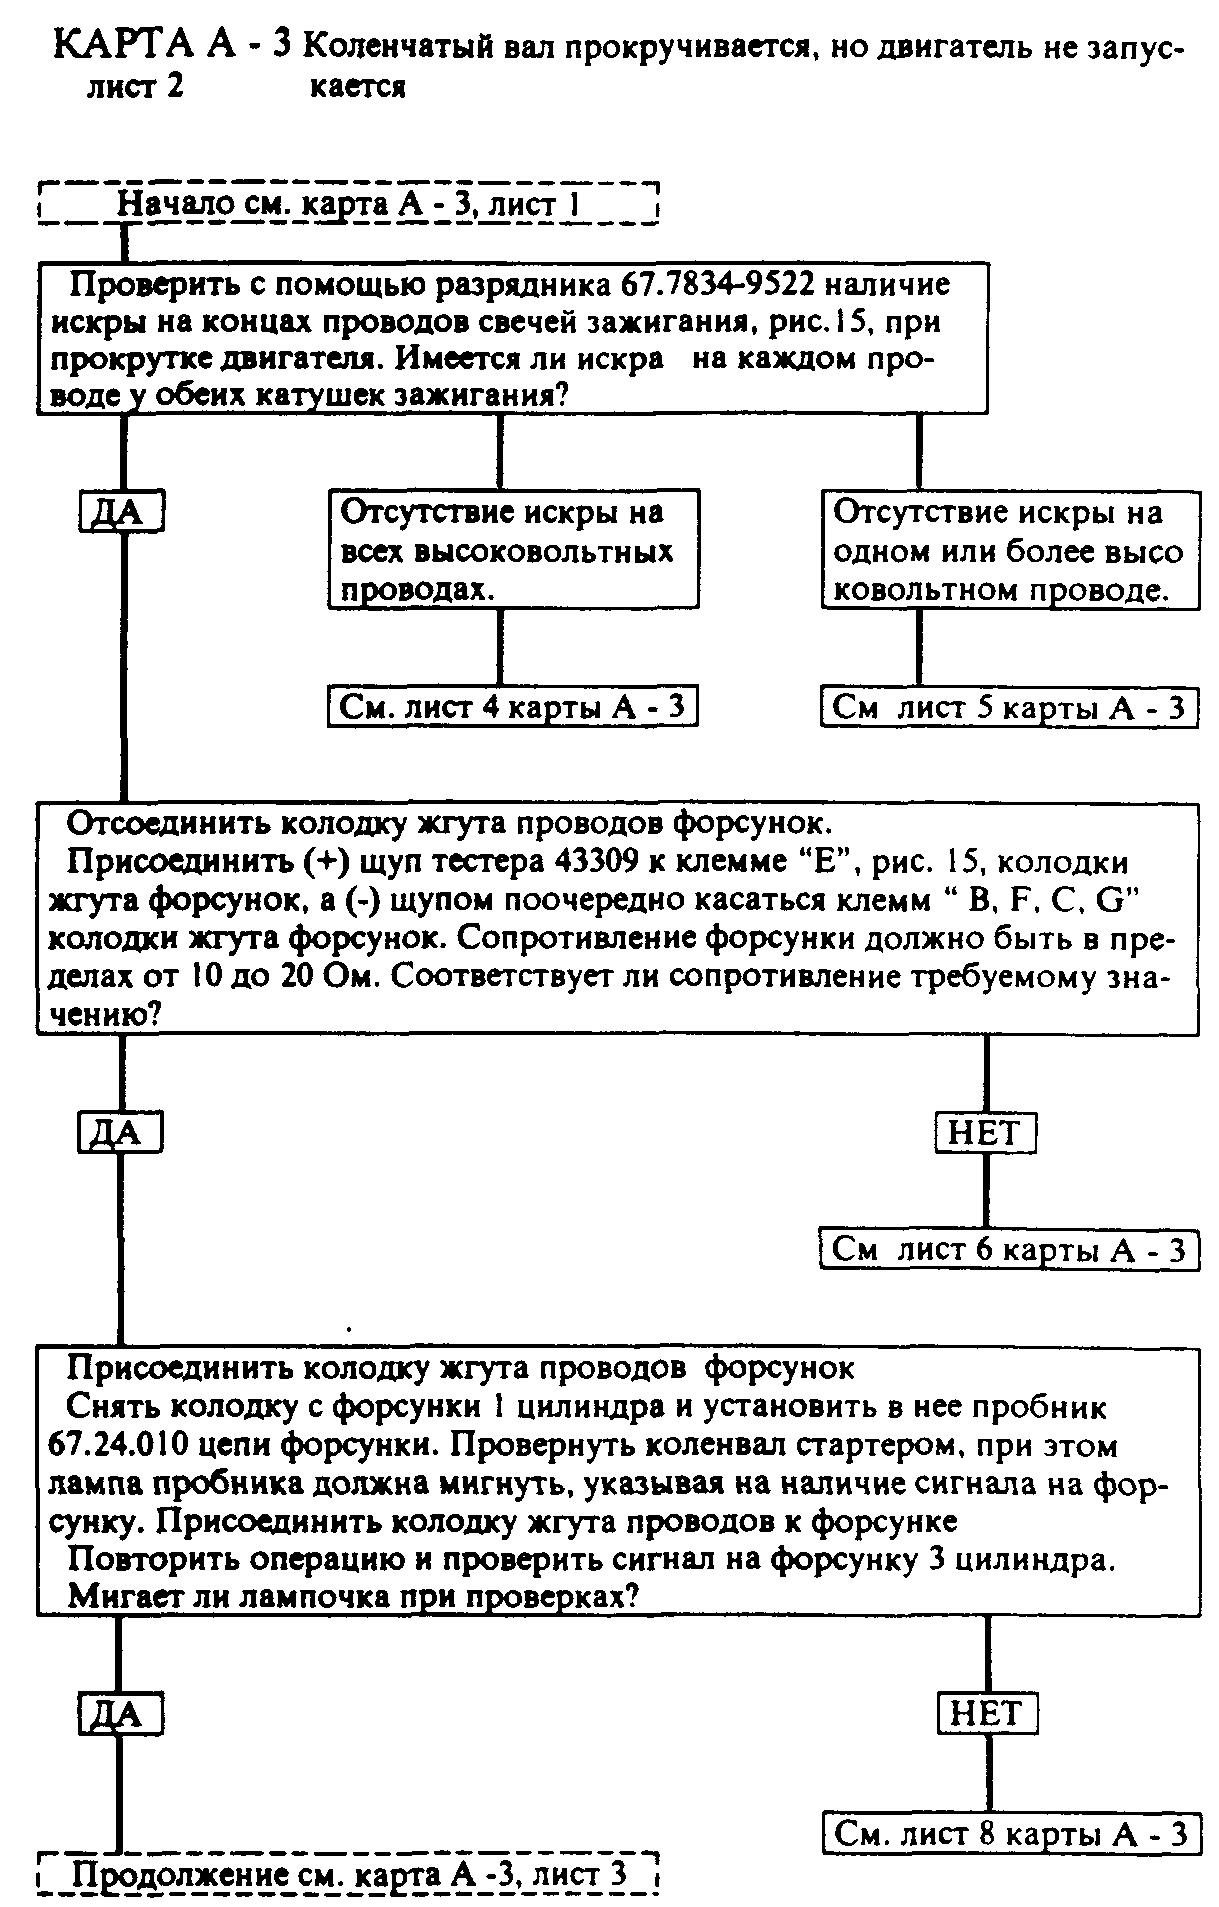 КАРТА А - 3 Коленчатый вал прокручивается, но двигатель не запус-
лист 2 кается
Начало см. карта А - 3, лист 1
Проверить с помощью разрядника 67.7834-9522 наличие
искры на концах проводов свечей зажигания, рис.15, при
прокрутке двигателя. Имеется ли искра на каждом про-
воде у обеих катушек зажигания?
ДА
Отсутствие искры на
всех высоковольтных
проводах.
Отсутствие искры на
одном или более высо
ковольтном проводе.
См. лист 4 карты А - 3
См лист 5 карты А - 3
Отсоединить колодку жгута проводов форсунок.
Присоединить (+) щуп тестера 43309 к клемме “Е”, рис. 15, колодки
жгута форсунок, а (-) щупом поочередно касаться клемм “ B, F, C, G”
колодки жгута форсунок. Сопротивление форсунки должно быть в пре-
делах от 10 до 20 Ом. Соответствует ли сопротивление требуемому зна-
чению?
ДА
НЕТ
См лист 6 карты А - 3
Присоединить колодку жгута проводов форсунок
Снять колодку с форсунки 1 цилиндра и установить в нее пробник
67.24.010 цепи форсунки. Провернуть коленвал стартером, при этом
лампа пробника должна мигнуть, указывая на наличие сигнала на фор-
сунку. Присоединить колодку жгута проводов к форсунке
Повторить операцию и проверить сигнал на форсунку 3 цилиндра.
Мигает ли лампочка при проверках?
ДА
НЕТ
См. лист 8 карты А - 3
Продолжение см. карта А -3, лист 3